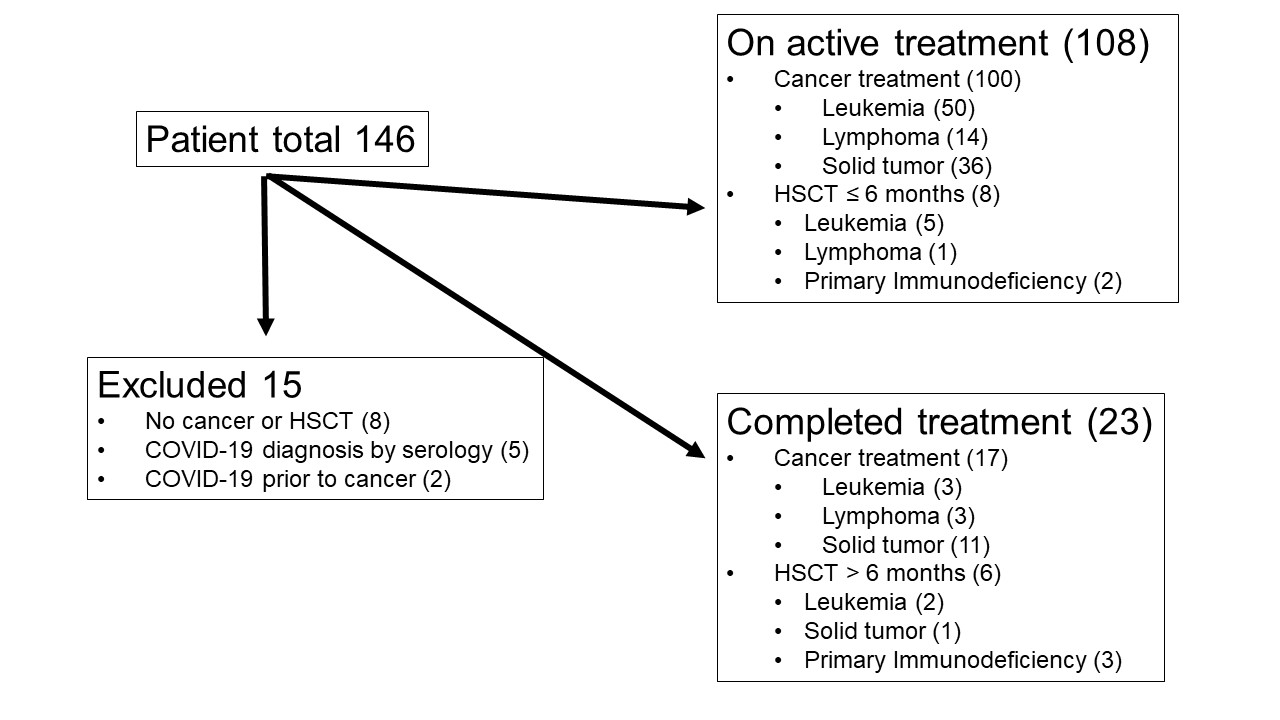 Patient total 146
Excluded 15
• No cancer or HSCT (8)
• COVID-19 diagnosis by serology (5)
• COVID-19 prior to cancer (2)
On active treatment (108)
• Cancer treatment (100)
• Leukemia (50)
• Lymphoma (14)
• Solid tumor (36)
• HSCT ≤ 6 months (8)
• Leukemia (5)
• Lymphoma (1)
• Primary Immunodeficiency (2)
Completed treatment (23)
• Cancer treatment (17)
• Leukemia (3)
• Lymphoma (3)
• Solid tumor (11)
• HSCT > 6 months (6)
• Leukemia (2)
• Solid tumor (1)
• Primary Immunodeficiency (3)